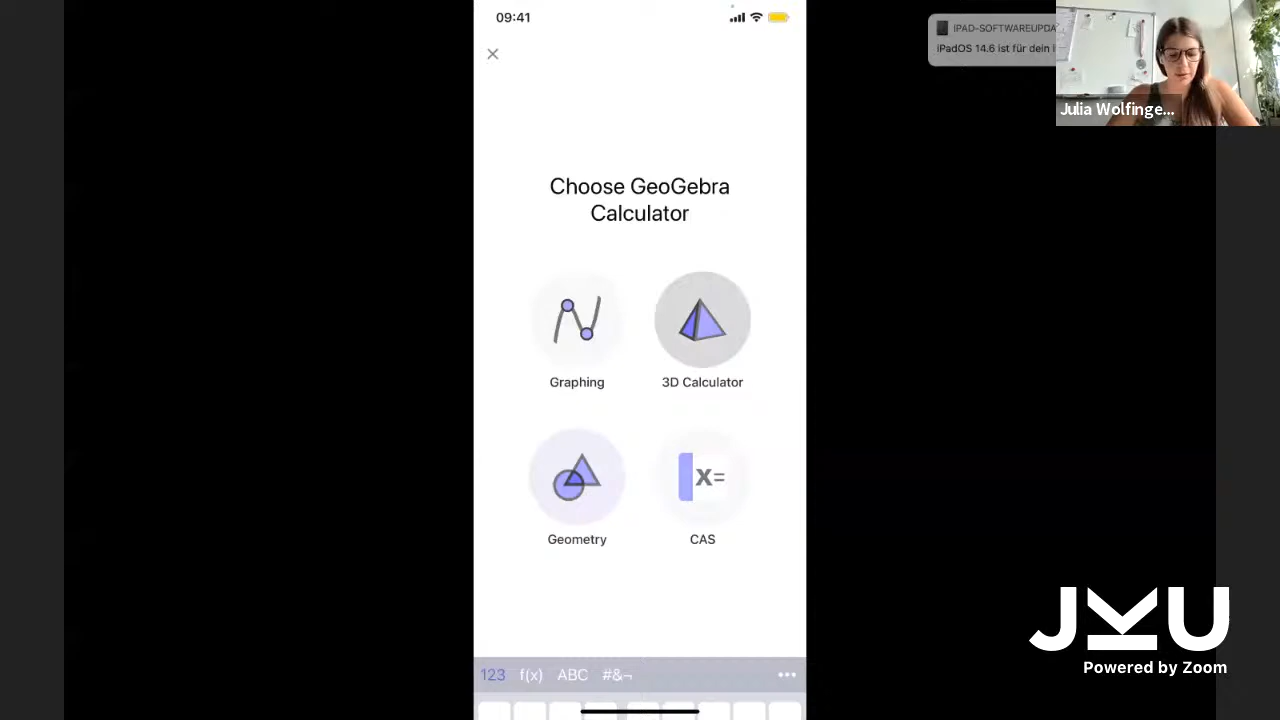 09:41
IPAD-SOFTWAREUPDA
iPadOS 14.6 ist für dein
Julia Wolfinge...
Choose GeoGebra
Calculator
Graphing
3D Calculator
X=
Geometry
CAS
123 f(x) ABC #&¬
JKU
Powered by Zoom